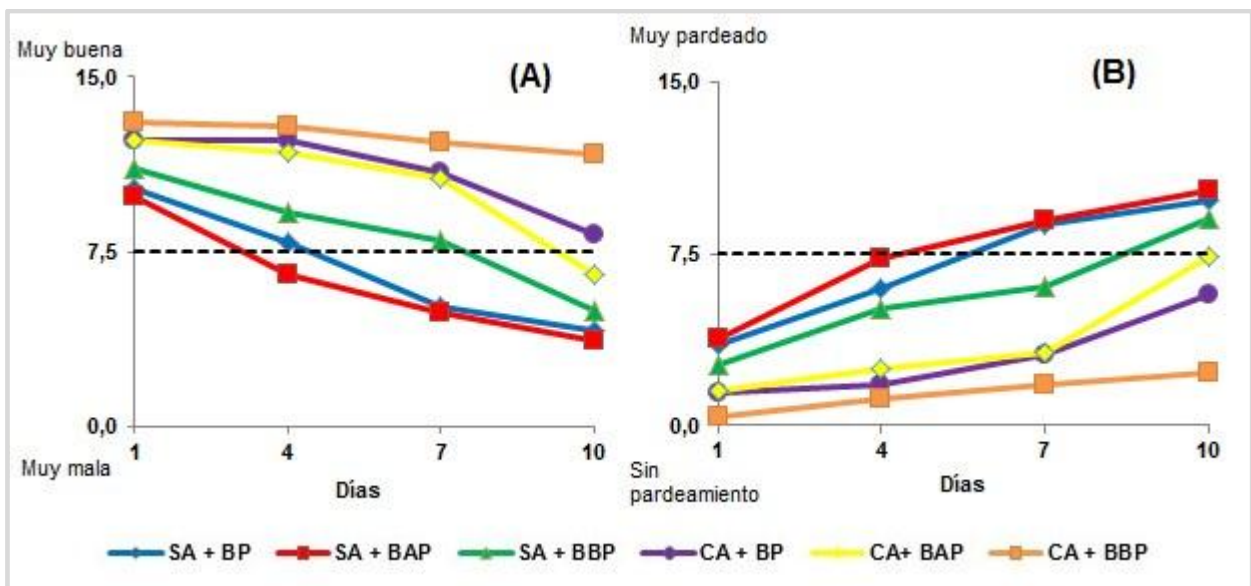 Muy buena
15,0
(A)
7,5
0,0
1 4 7 10
Muy mala
Días
Muy pardeado
15,0
(B)
7,5
0,0
1 4 7 10
Sin
pardeamiento
Días
SA + BP SA + BAP SA + BBP CA + BP CA+ BAP CA + BBP